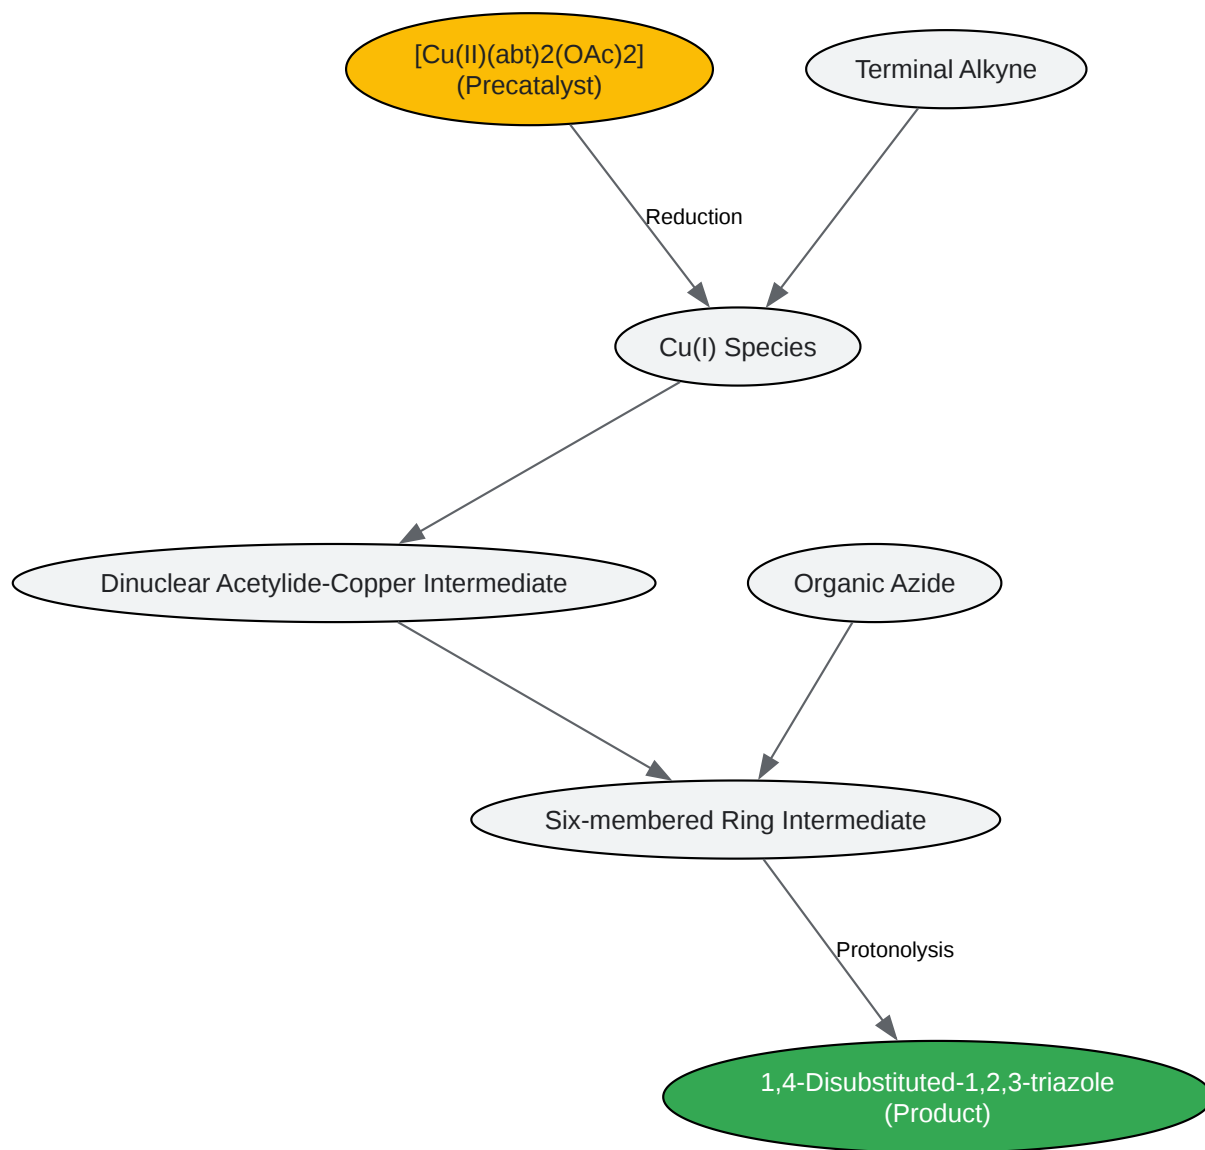 [Cu(II)(abt)2(OAc)2]
(Precatalyst)
Terminal Alkyne
Reduction
Cu(I) Species
Dinuclear Acetylide-Copper Intermediate
Organic Azide
Six-membered Ring Intermediate
Protonolysis
1,4-Disubstituted-1,2,3-triazole
(Product)